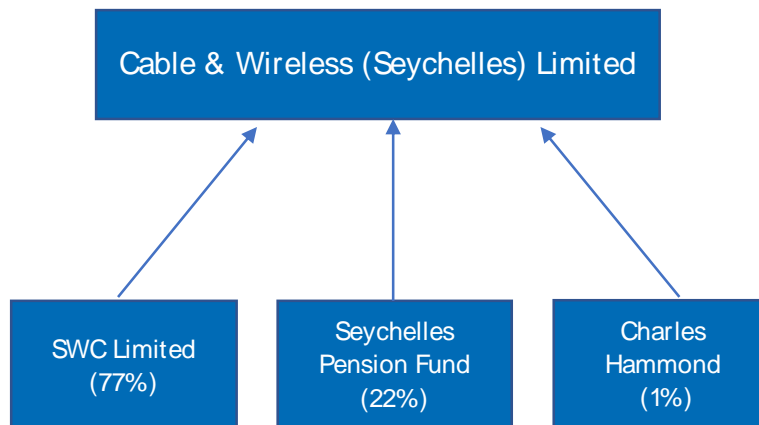 Cable & Wireless (Seychelles) Limited
SWC Limited
(77%)
Seychelles
Pension Fund
(22%)
Charles
Hammond
(1%)